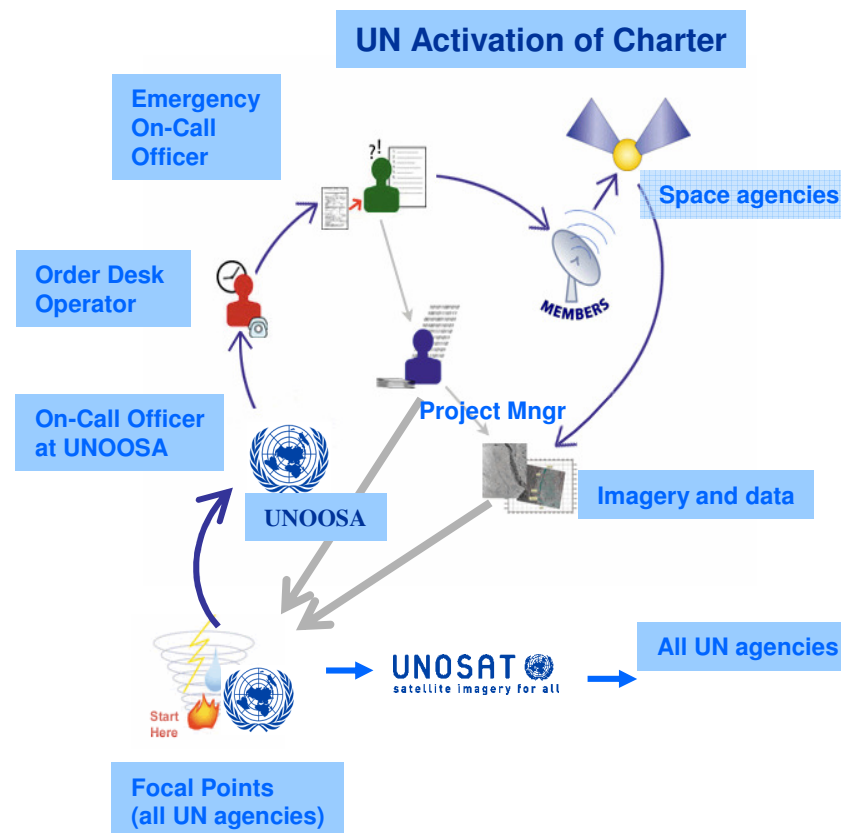 UN Activation of Charter
Emergency
On-Call
Officer
?!
Space agencies
Order Desk
Operator
MEMBERS
On-Call Officer
at UNOOSA
Project Mngr
UNOOSA
Imagery and data
Start
Here
UNOSAT
satellite imagery for all
All UN agencies
Focal Points
(all UN agencies)